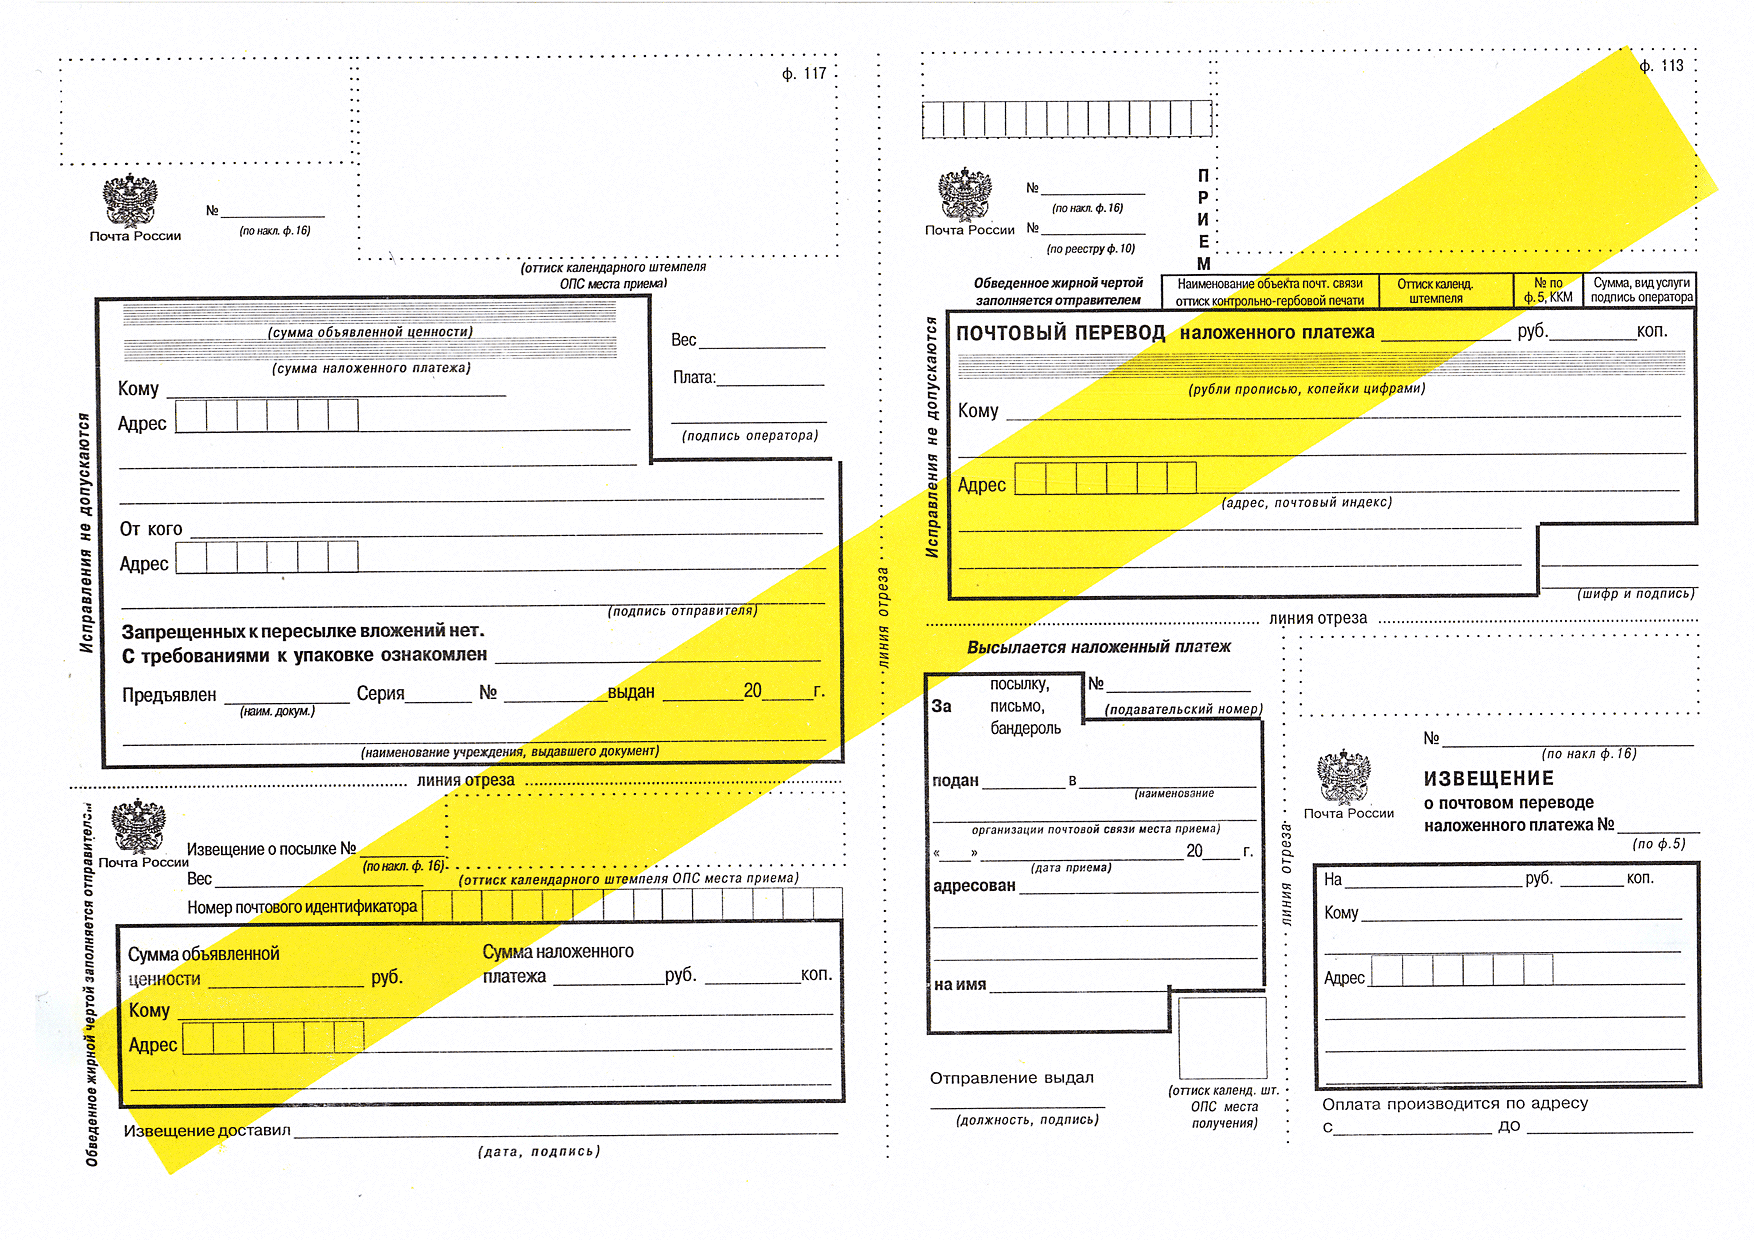 ф. 117
Почта России
№
(по накл. ф. 16)
(оттиск календарного штемпеля
ОПС места приема)
Исправления не допускаются
(сумма объявленной ценности)
(сумма наложенного платежа)
Кому
Адрес
Вес
Плата:
(подпись оператора)
От кого
Адрес
(подпись отправителя)
Запрещенных к пересылке вложений нет.
С требованиями к упаковке ознакомлен
Предъявлен Серия № выдан 20 г.
(наим. докум.)
(наименование учреждения, выдавшего документ)
линия отреза
Обведенное жирной чертой заполняется отправителем
Почта России
Извещение о посылке №
(по накл. ф. 16)
Вес
(оттиск календарного штемпеля ОПС места приема)
Номер почтового идентификатора
Сумма объявленной
ценности руб.
Сумма наложенного
платежа руб. коп.
Кому
Адрес
Извещение доставил
(дата, подпись)
линия отреза
ф. 113
Почта России
№
(по накл. ф. 16)
№
(по реестру ф. 10)
ПРИЕМ
Обведенное жирной чертой
заполняется отправителем
Наименование объекта почт. связи
оттиск контрольно-гербовой печати
Оттиск календ.
штемпеля
№ по
ф. 5, ККМ
Сумма, вид услуги
подпись оператора
Исправления не допускаются
ПОЧТОВЫЙ ПЕРЕВОД наложенного платежа руб. коп.
(рубли прописью, копейки цифрами)
Кому
Адрес
(адрес, почтовый индекс)
(шифр и подпись)
линия отреза
Высылается наложенный платеж
За
посылку,
письмо,
бандероль
№
(подавательский номер)
подан в
(наименование
организации почтовой связи места приема)
« » 20 г.
(дата приема)
адресован
на имя
Отправление выдал
(должность, подпись)
(оттиск календ. шт.
ОПС места
получения)
линия отреза
№
(по накл ф. 16)
Почта России
ИЗВЕЩЕНИЕ
о почтовом переводе
наложенного платежа №
(по ф.5)
На руб. коп.
Кому
Адрес
Оплата производится по адресу
с до